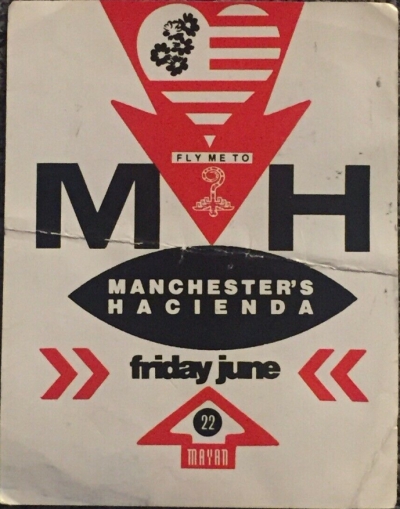 FLY ME TO
M H
MANCHESTER'S
HACIENDA
friday june
22
MAYAN